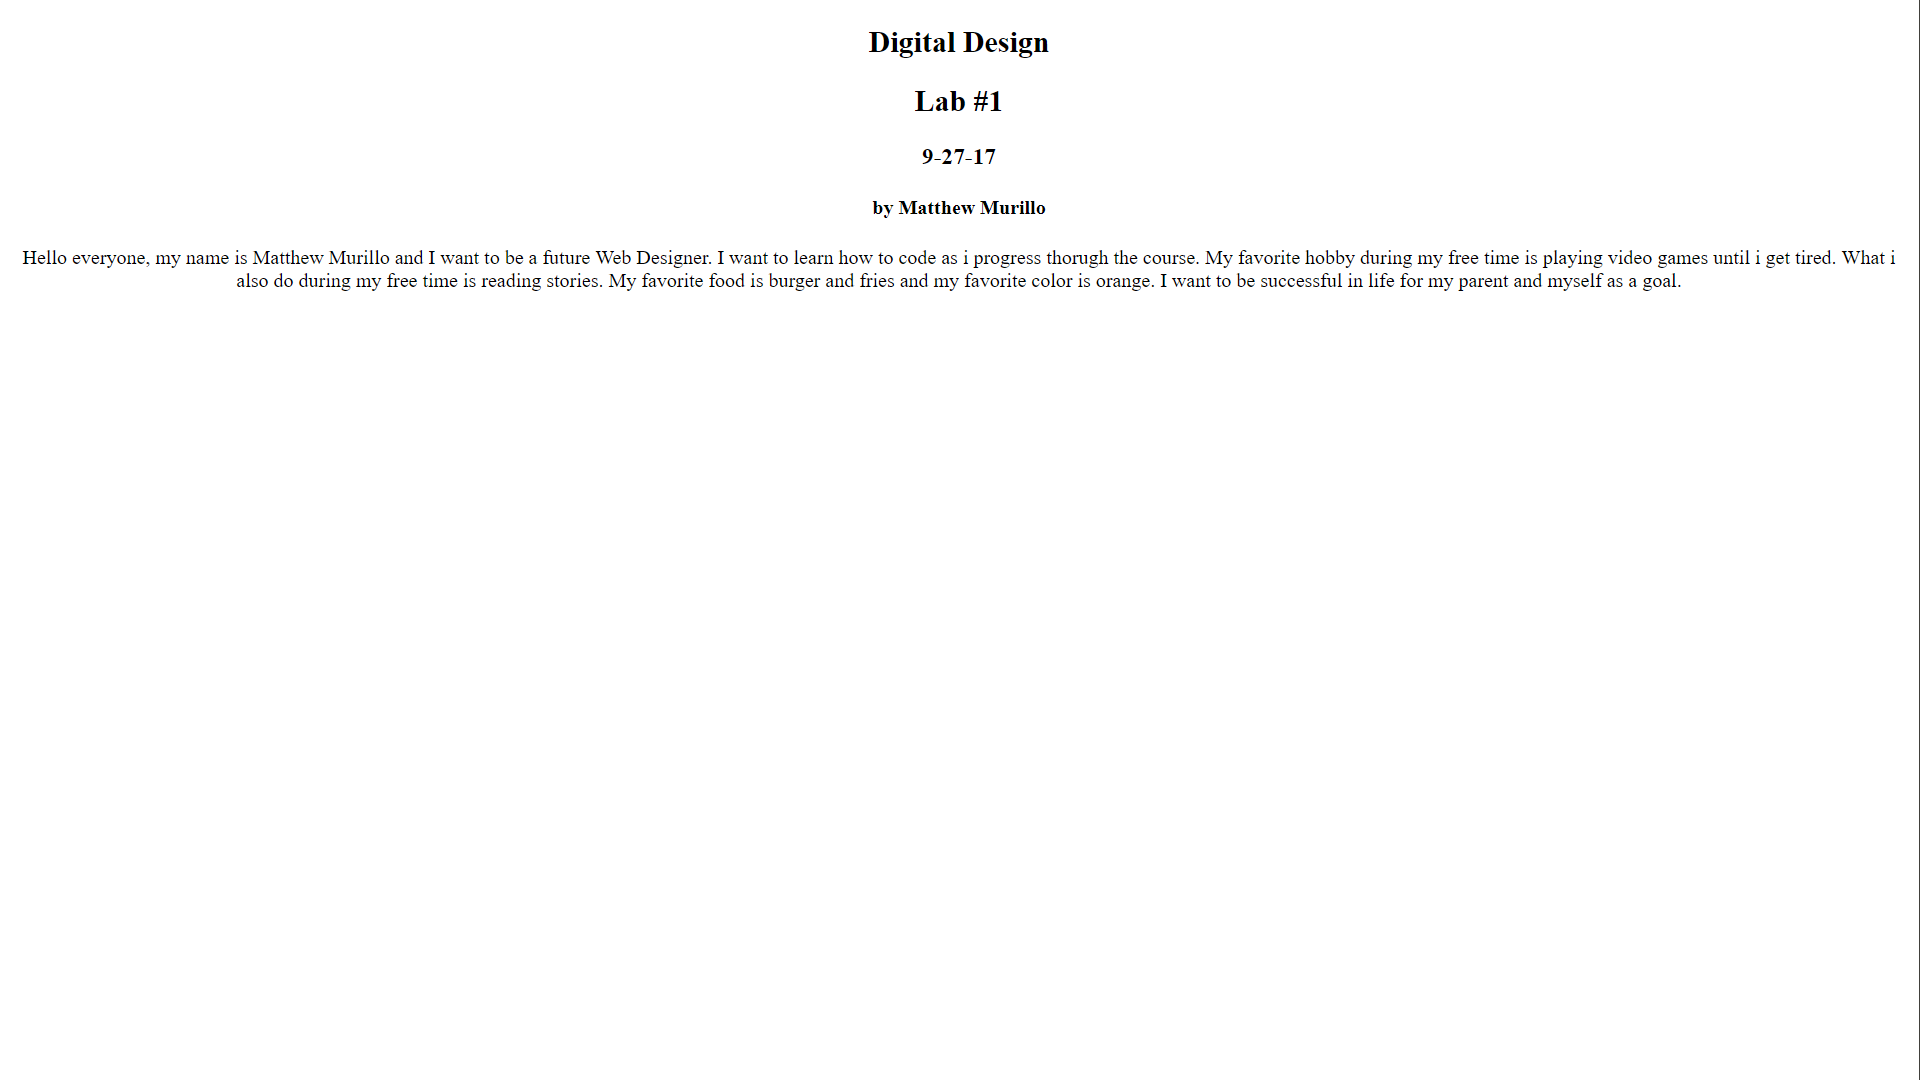 Digital Design
Lab #1
9-27-17
by Matthew Murillo
Hello everyone, my name is Matthew Murillo and I want to be a future Web Designer. I want to learn how to code as i progress thorugh the course. My favorite hobby during my free time is playing video games until i get tired. What i
also do during my free time is reading stories. My favorite food is burger and fries and my favorite color is orange. I want to be successful in life for my parent and myself as a goal.